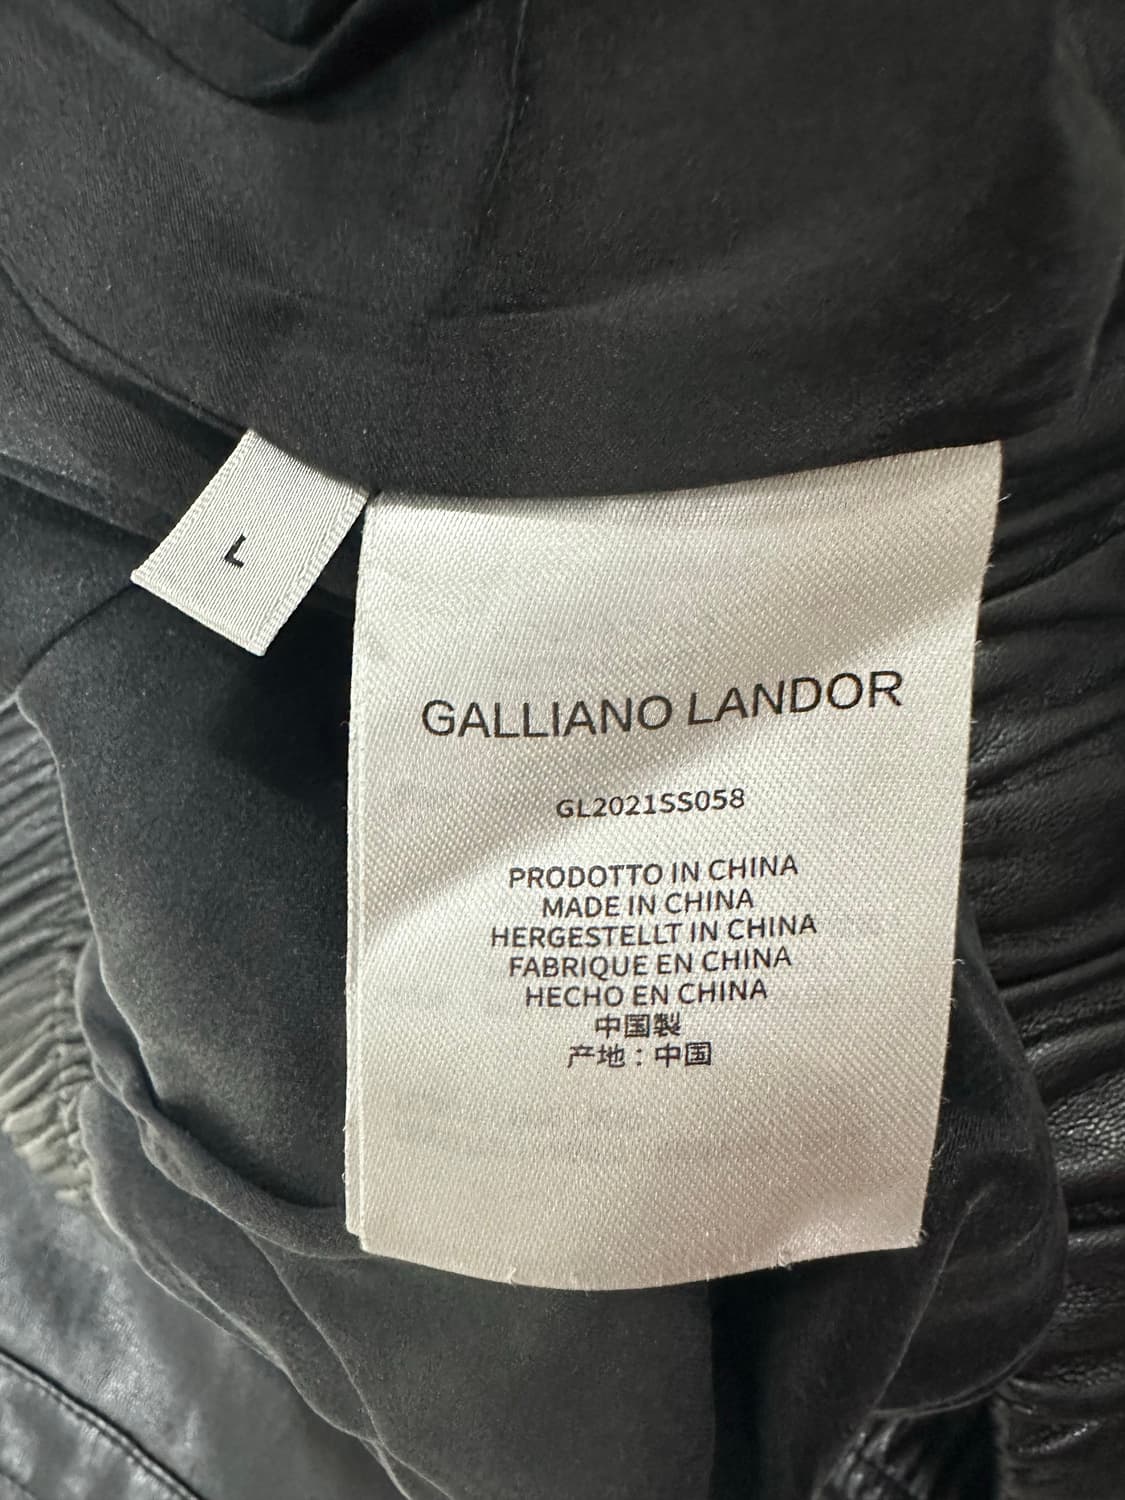 L
GALLIANO LANDOR
GL2021SS058
PRODOTTO IN CHINA
MADE IN CHINA
HERGESTELLT IN CHINA
FABRIQUE EN CHINA
HECHO EN CHINA
中国製
产地：中国